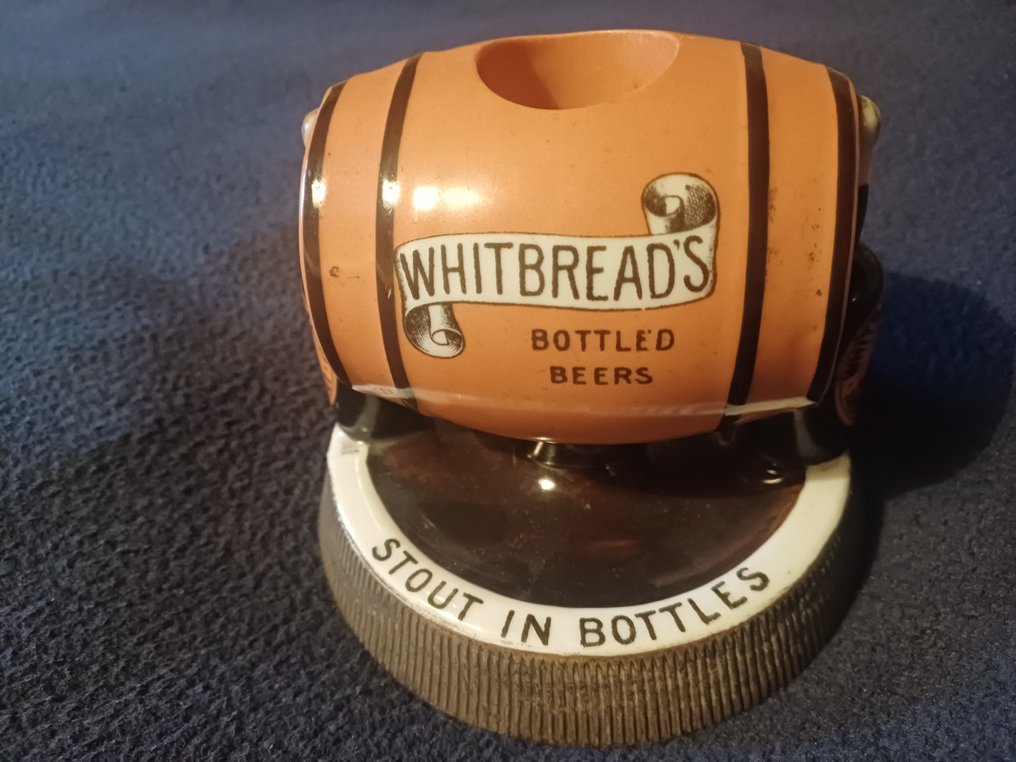 WHITBREAD'S
BOTTLED
BEERS
STOUT IN BOTTLES